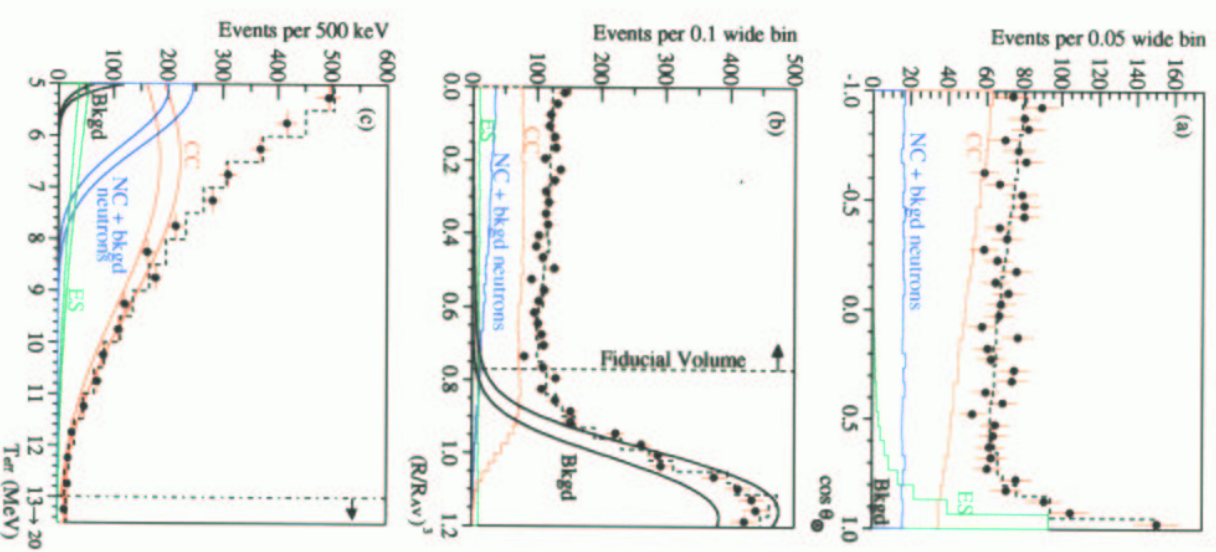 Events per 500 keV
600
500
400
300
200
100
0
(c)
Bkgd
CC
NC + bkgd
neutrons
ES
5
6
7
8
9
10
11
12
13→ 20
Teff (MeV)
Events per 0.1 wide bin
500
400
300
200
100
0
(b)
CC
ES
NC + bkgd neutrons
Fiducial Volume
Bkgd
0.0
0.2
0.4
0.6
0.8
1.0
1.2
(R/RAV)³
Events per 0.05 wide bin
160
140
120
100
80
60
40
20
0
(a)
CC
NC + bkgd neutrons
ES
Bkgd
-1.0
-0.5
0.0
0.5
1.0
cos θ⊙